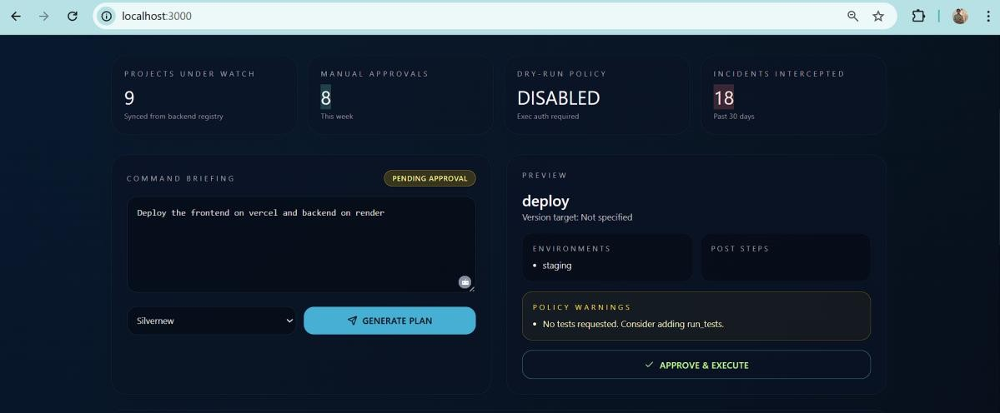 localhost:3000
PROJECTS UNDER WATCH
9
Synced from backend registry
MANUAL APPROVALS
8
This week
DRY-RUN POLICY
DISABLED
Exec auth required
INCIDENTS INTERCEPTED
18
Past 30 days
COMMAND BRIEFING
PENDING APPROVAL
Deploy the frontend on vercel and backend on render
Silvernew
GENERATE PLAN
PREVIEW
deploy
Version target: Not specified
ENVIRONMENTS
• staging
POST STEPS
POLICY WARNINGS
• No tests requested. Consider adding run_tests.
APPROVE & EXECUTE